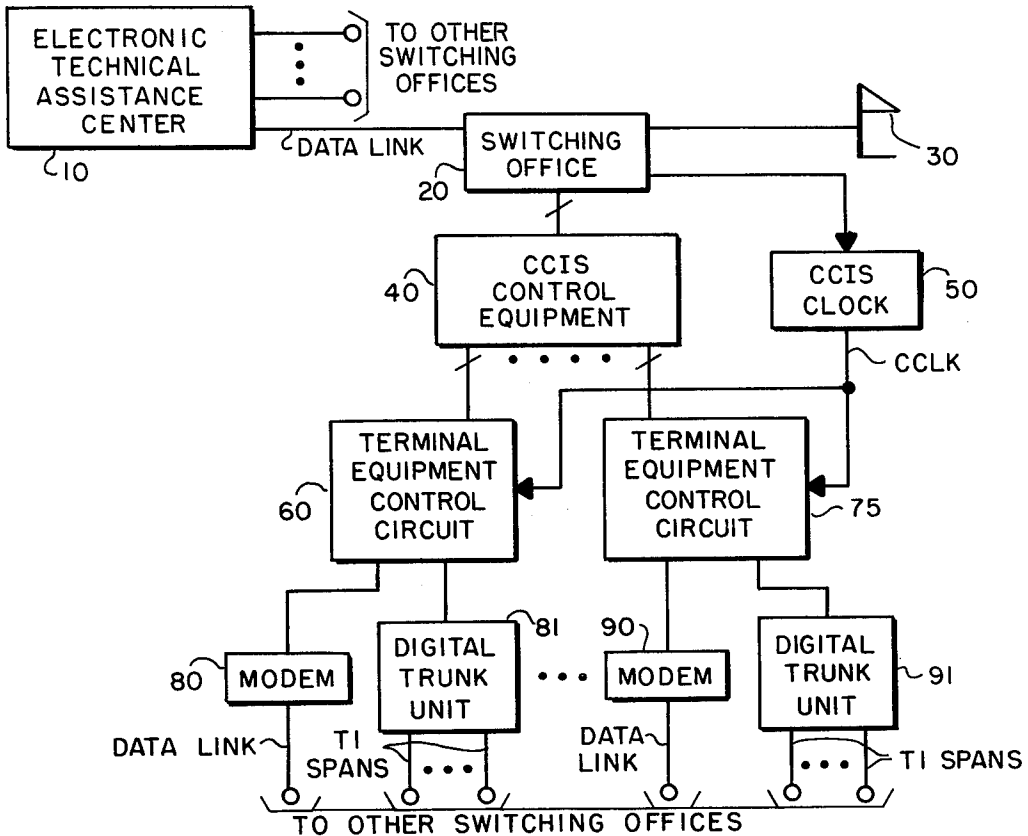 ELECTRONIC
TECHNICAL
ASSISTANCE
CENTER
10
TO OTHER
SWITCHING
OFFICES
DATA LINK
SWITCHING
OFFICE
20
30
CCIS
CONTROL
EQUIPMENT
40
CCIS
CLOCK
50
CCLK
TERMINAL
EQUIPMENT
CONTROL
CIRCUIT
60
TERMINAL
EQUIPMENT
CONTROL
CIRCUIT
75
MODEM
80
DIGITAL
TRUNK
UNIT
81
MODEM
90
DIGITAL
TRUNK
UNIT
91
DATA LINK
T1
SPANS
DATA
LINK
T1 SPANS
TO OTHER SWITCHING OFFICES